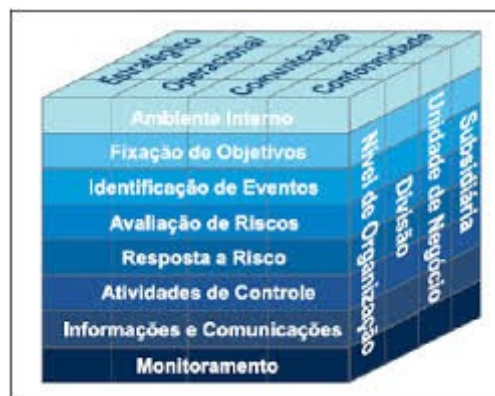 Estratégico
Operacional
Comunicação
Conformidade
Ambiente Interno
Fixação de Objetivos
Identificação de Eventos
Avaliação de Riscos
Resposta a Risco
Atividades de Controle
Informações e Comunicações
Monitoramento
Nível de Organização
Divisão
Unidade de Negócio
Subsidiária